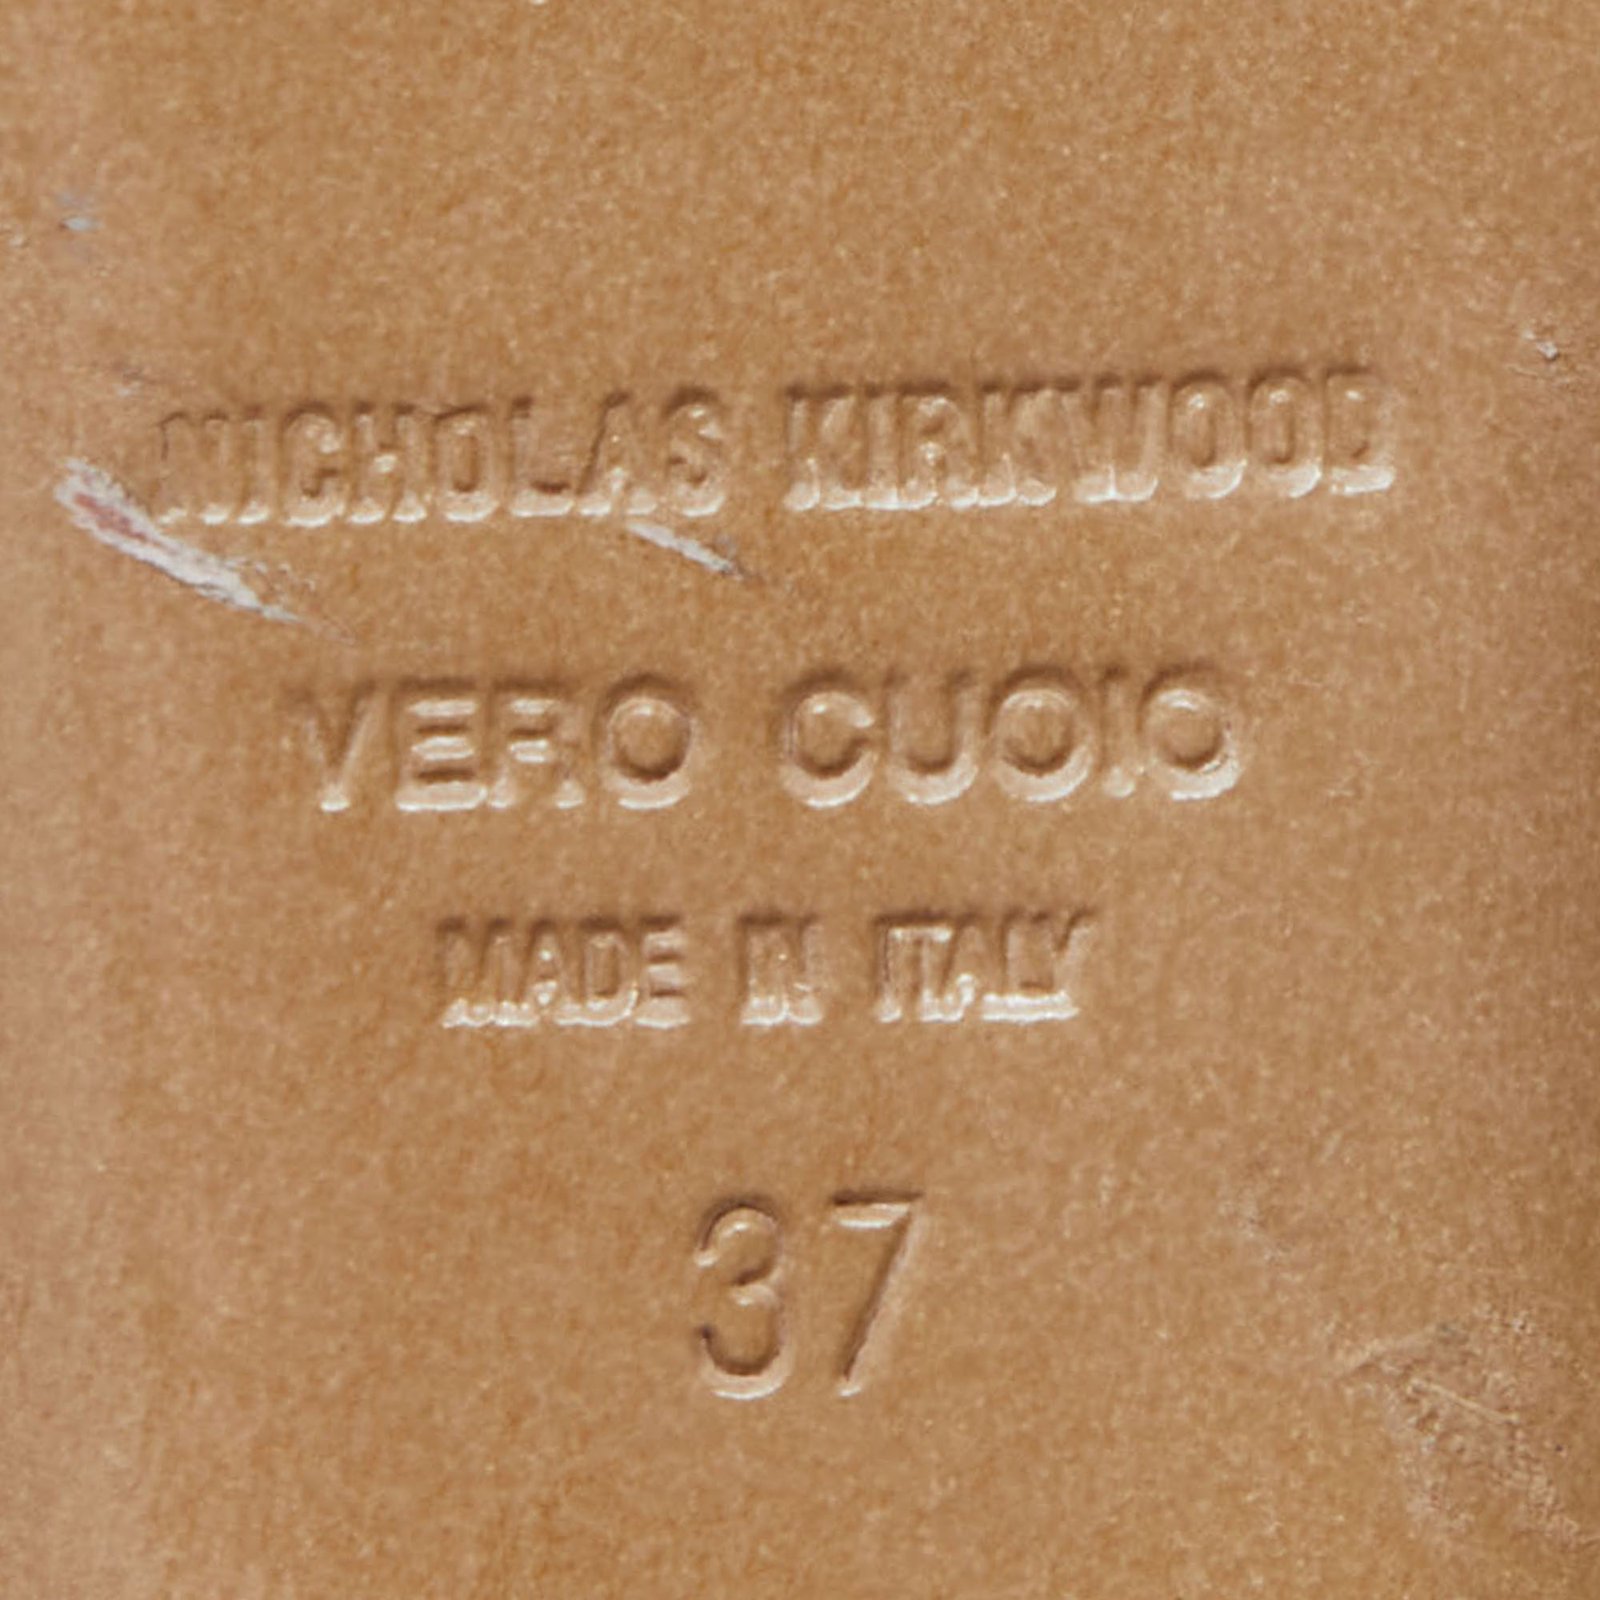 NICHOLAS KIRKWOOD
VERO CUOIO
MADE IN ITALY
37